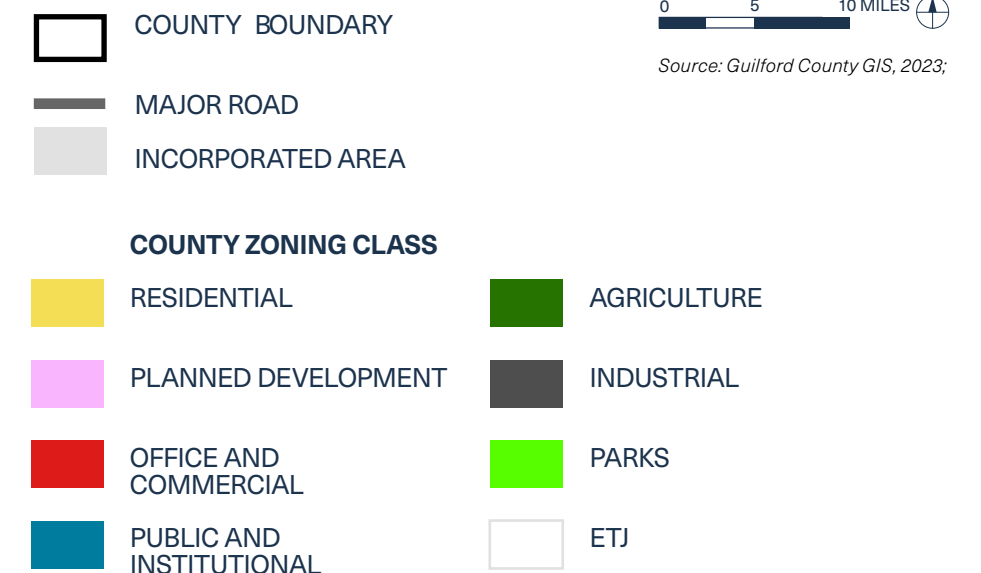 COUNTY BOUNDARY
0 5 10 MILES
Source: Guilford County GIS, 2023;
MAJOR ROAD
INCORPORATED AREA
COUNTY ZONING CLASS
RESIDENTIAL
AGRICULTURE
PLANNED DEVELOPMENT
INDUSTRIAL
OFFICE AND
COMMERCIAL
PARKS
PUBLIC AND
INSTITUTIONAL
ETJ